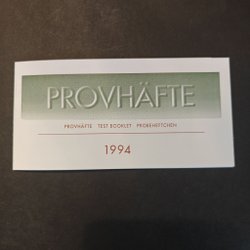 PROVHÄFTE
PROVHÄFTE TEST BOOKLET PROBEHEFTCHEN
1994